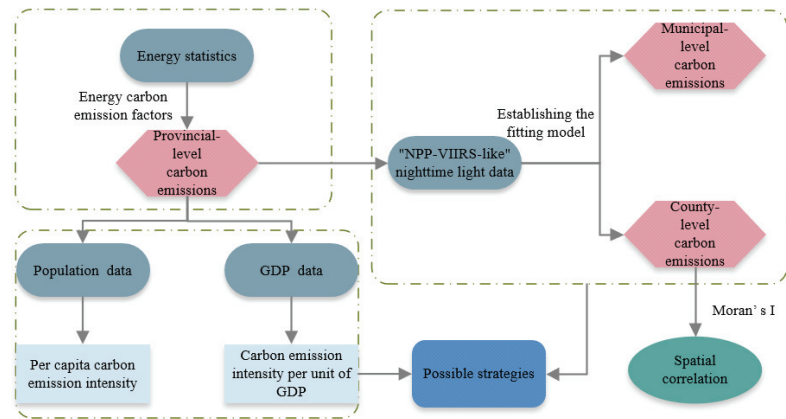 Energy statistics
Energy carbon
emission factors
Provincial-
level
carbon
emissions
"NPP-VIIRS-like"
nighttime light data
Establishing the
fitting model
Municipal-
level
carbon
emissions
County-
level
carbon
emissions
Population data
GDP data
Per capita carbon
emission intensity
Carbon emission
intensity per unit of
GDP
Possible strategies
Moran’ s I
Spatial
correlation